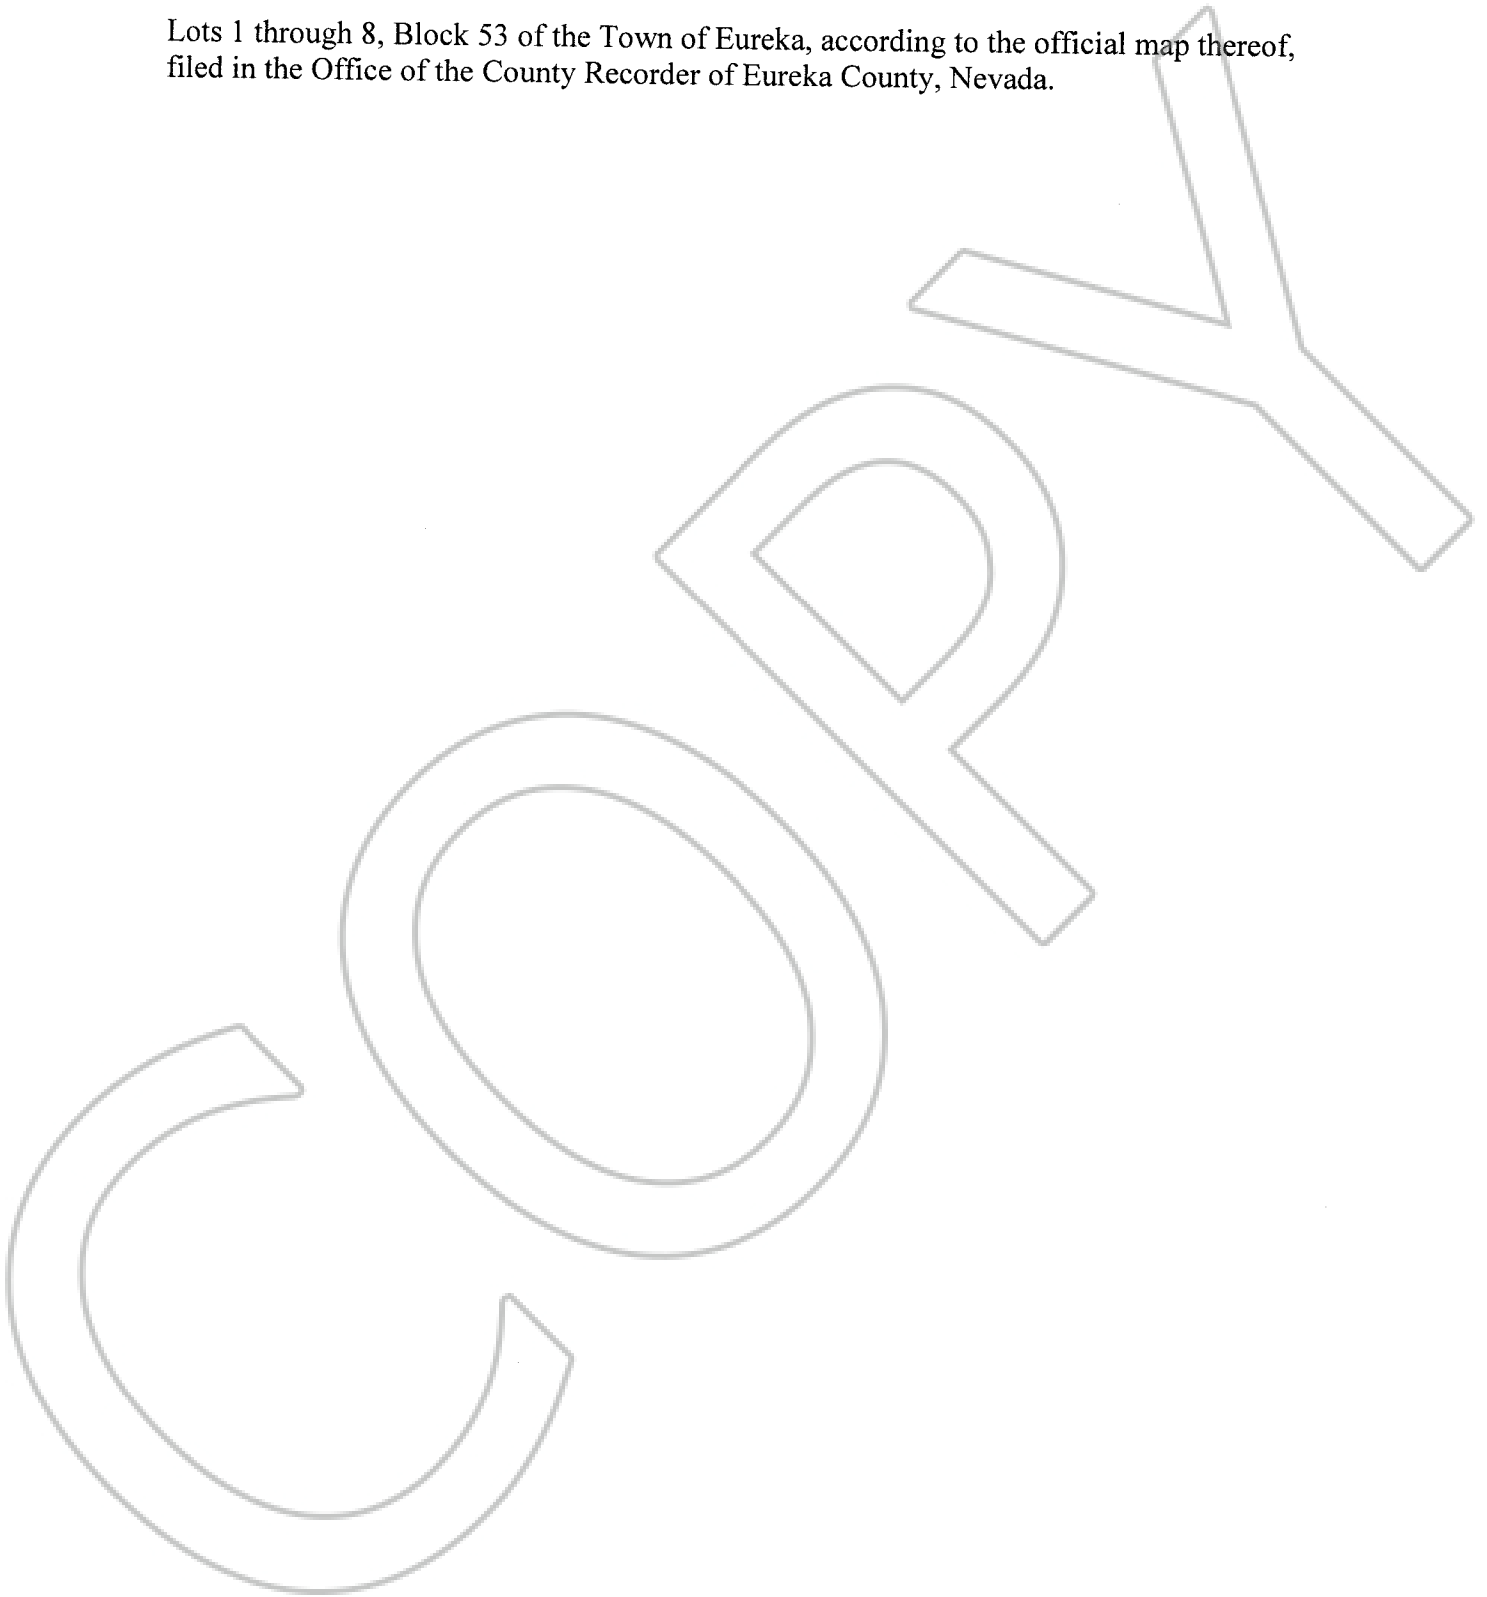 Lots 1 through 8, Block 53 of the Town of Eureka, according to the official map thereof,
filed in the Office of the County Recorder of Eureka County, Nevada.
COPY